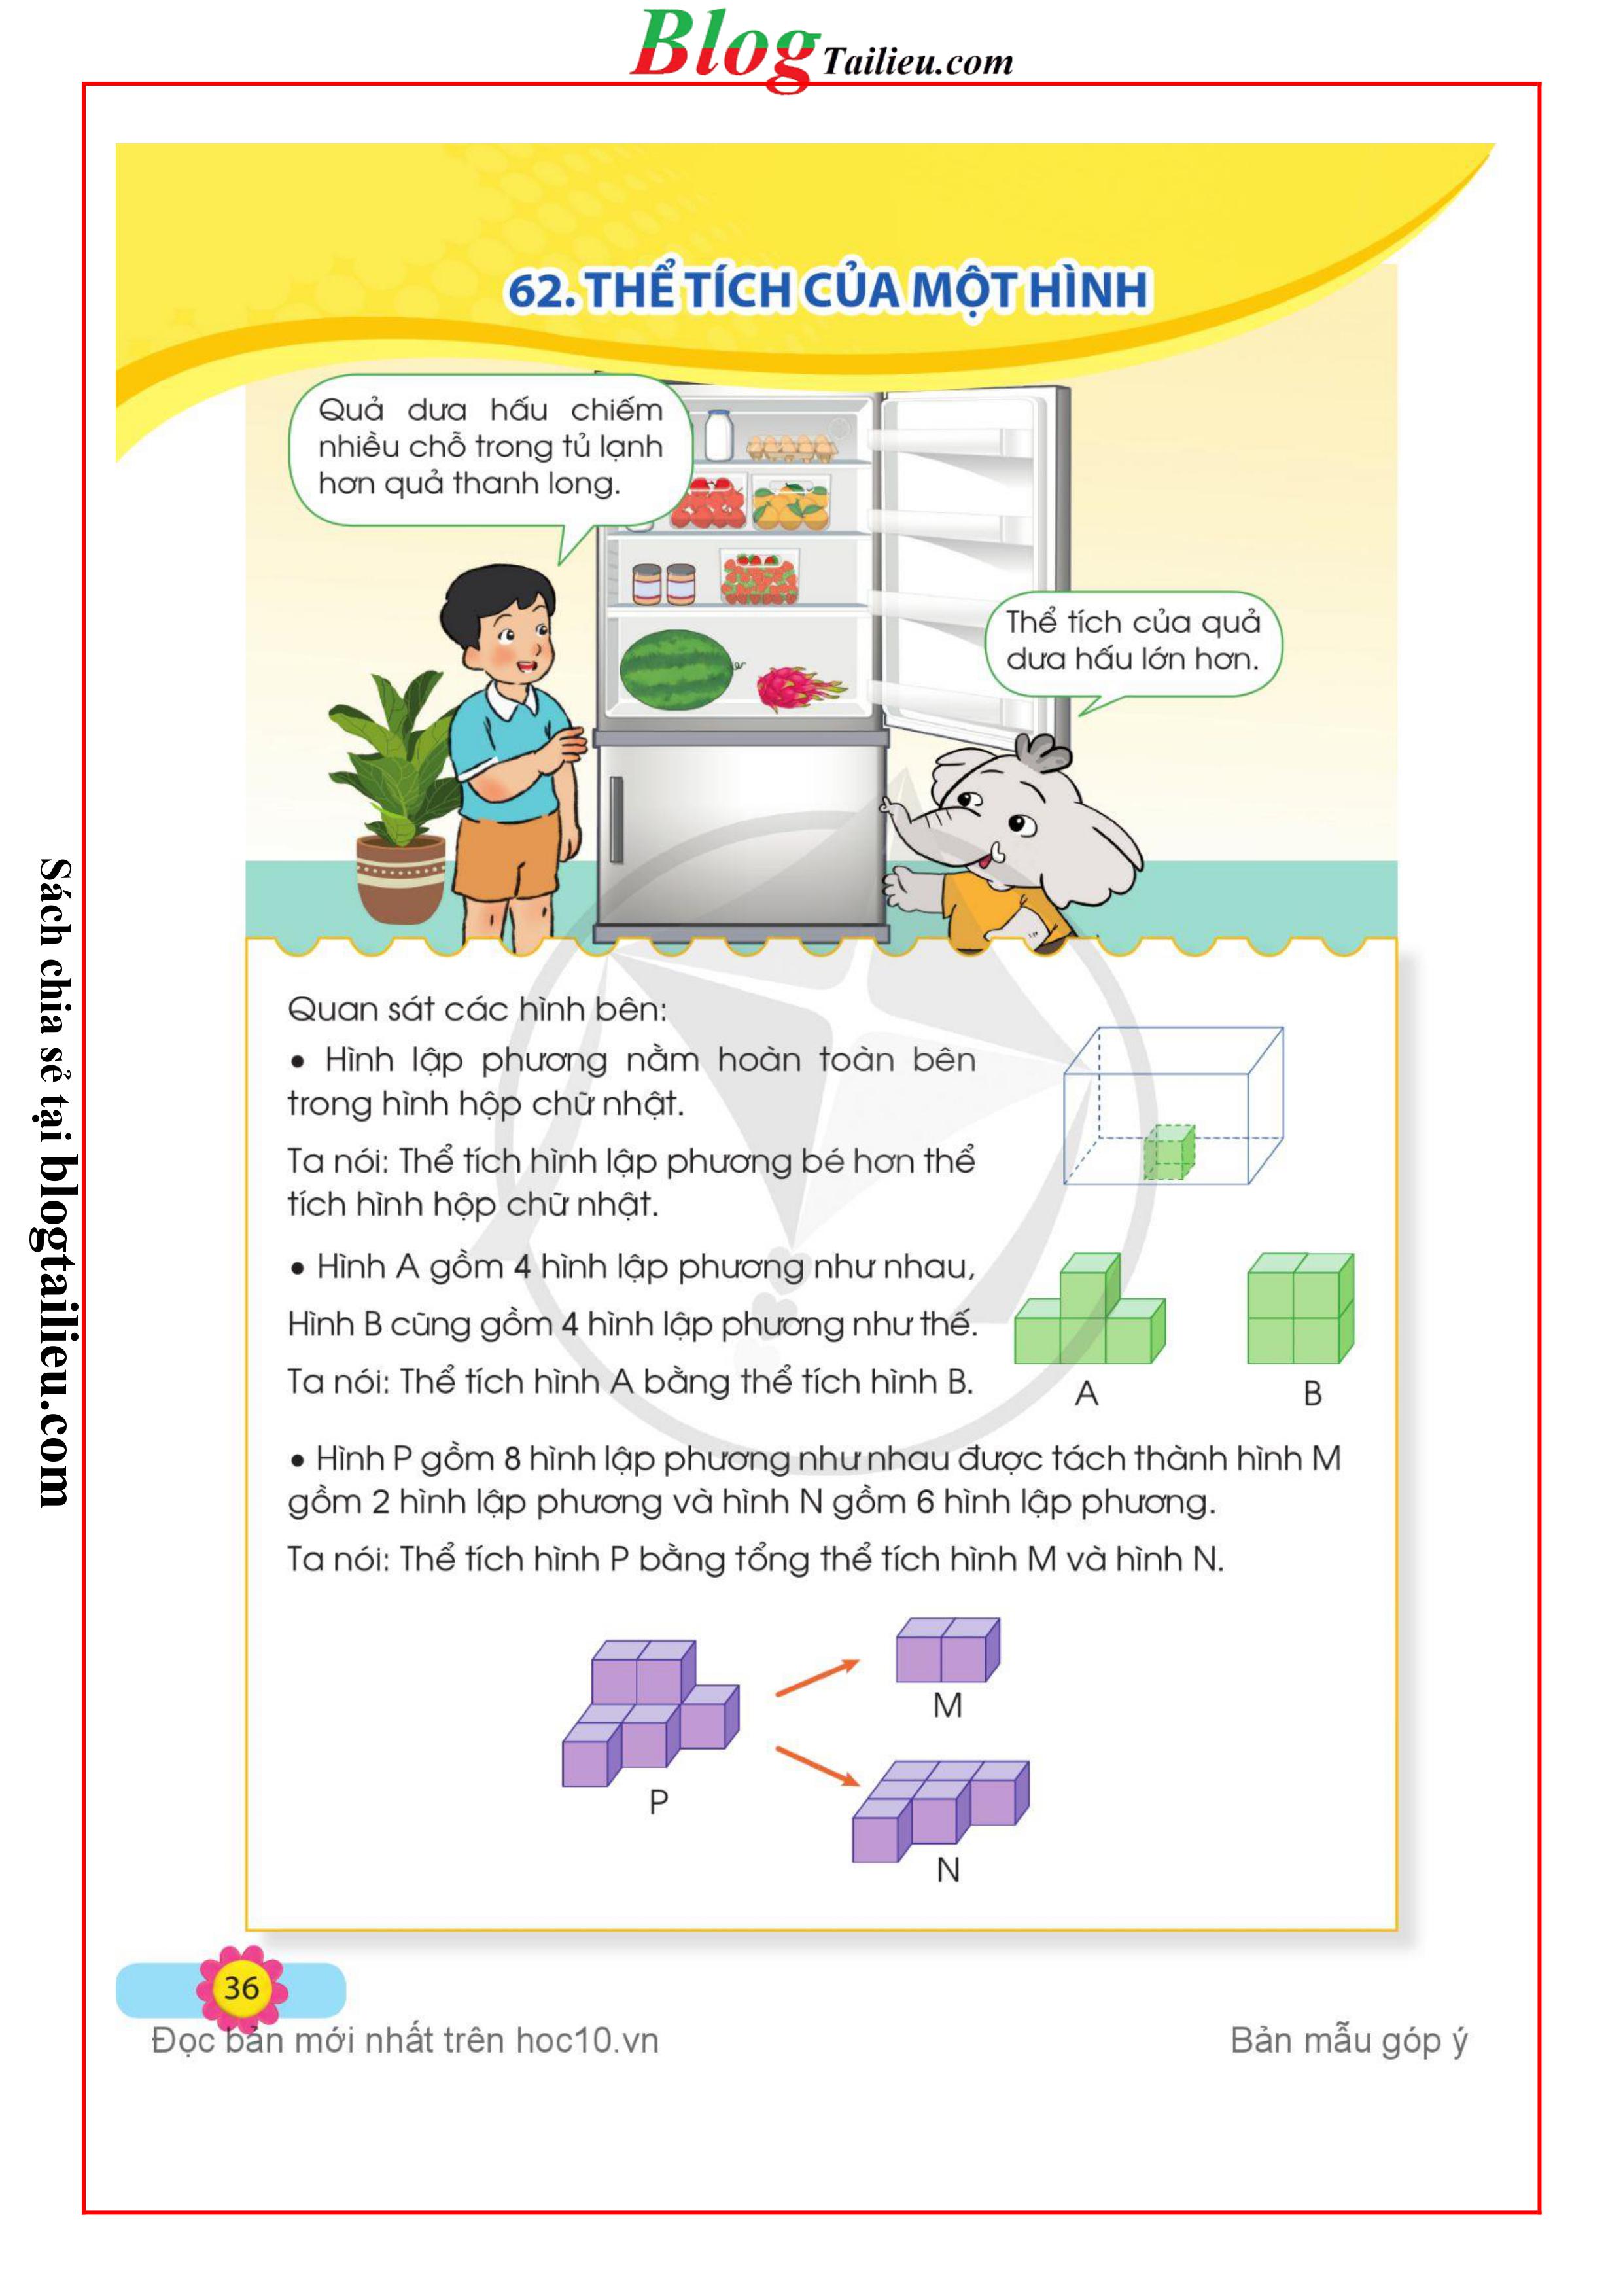 Blog Tailieu.com
62. THỂ TÍCH CỦA MỘT HÌNH
Quả dưa hấu chiếm
nhiều chỗ trong tủ lạnh
hơn quả thanh long.
Thể tích của quả
dưa hấu lớn hơn.
Quan sát các hình bên:
• Hình lập phương nằm hoàn toàn bên
trong hình hộp chữ nhật.
Ta nói: Thể tích hình lập phương bé hơn thể
tích hình hộp chữ nhật.
• Hình A gồm 4 hình lập phương như nhau,
Hình B cũng gồm 4 hình lập phương như thế.
Ta nói: Thể tích hình A bằng thể tích hình B.
A
B
• Hình P gồm 8 hình lập phương như nhau được tách thành hình M
gồm 2 hình lập phương và hình N gồm 6 hình lập phương.
Ta nói: Thể tích hình P bằng tổng thể tích hình M và hình N.
M
P
N
36
Đọc bản mới nhất trên hoc10.vn
Bản mẫu góp ý
Sách chia sẻ tại blogtailieu.com